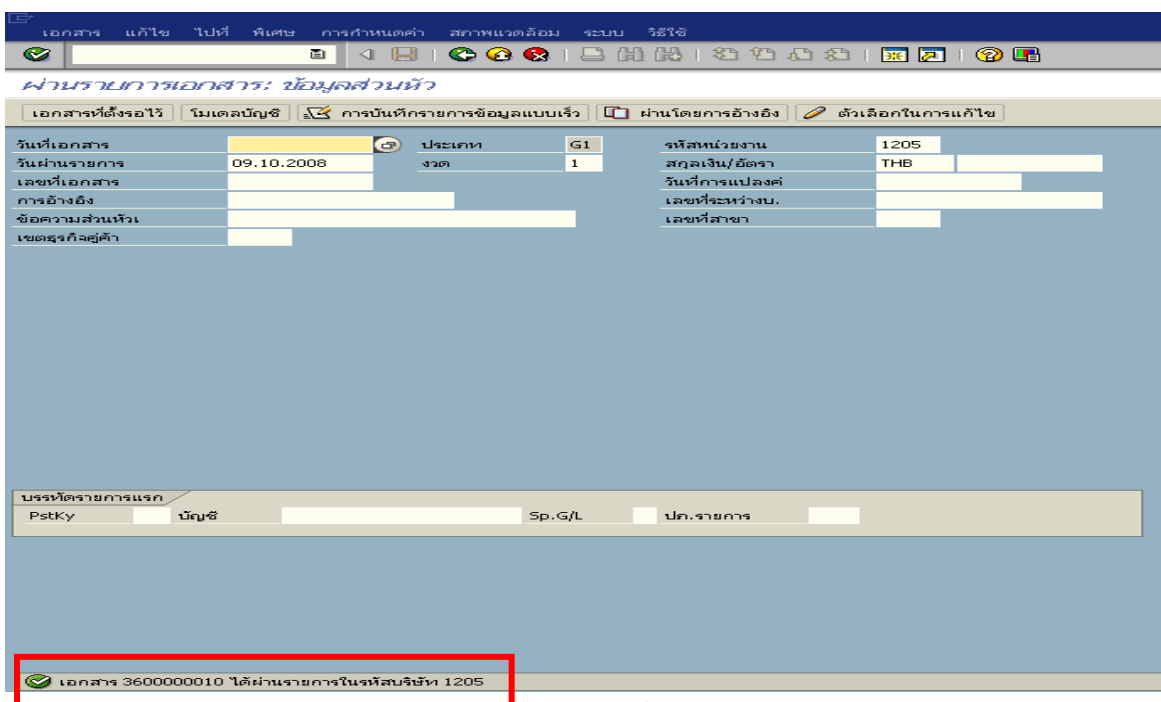 เอกสาร แก้ไข ไปที่ พิเศษ การกำหนดค่า สภาพแวดล้อม ระบบ วิธีใช้
ผ่านรายการเอกสาร: ข้อมูลส่วนหัว
เอกสารที่ตั้งรอไว้ โมเดลบัญชี การบันทึกรายการข้อมูลแบบเร็ว ผ่านโดยการอ้างอิง ตัวเลือกในการแก้ไข
วันที่เอกสาร ประเภท G1 รหัสหน่วยงาน 1205
วันผ่านรายการ 09.10.2008 งวด 1 สกุลเงิน/อัตรา THB
เลขที่เอกสาร วันที่การแปลงค่
การอ้างอิง เลขที่ระหว่างบ.
ข้อความส่วนหัวเ เลขที่สาขา
เขตธุรกิจคู่ค้า
บรรทัดรายการแรก
PstKy บัญชี Sp.G/L ปภ.รายการ
เอกสาร 3600000010 ได้ผ่านรายการในรหัสบริษัท 1205